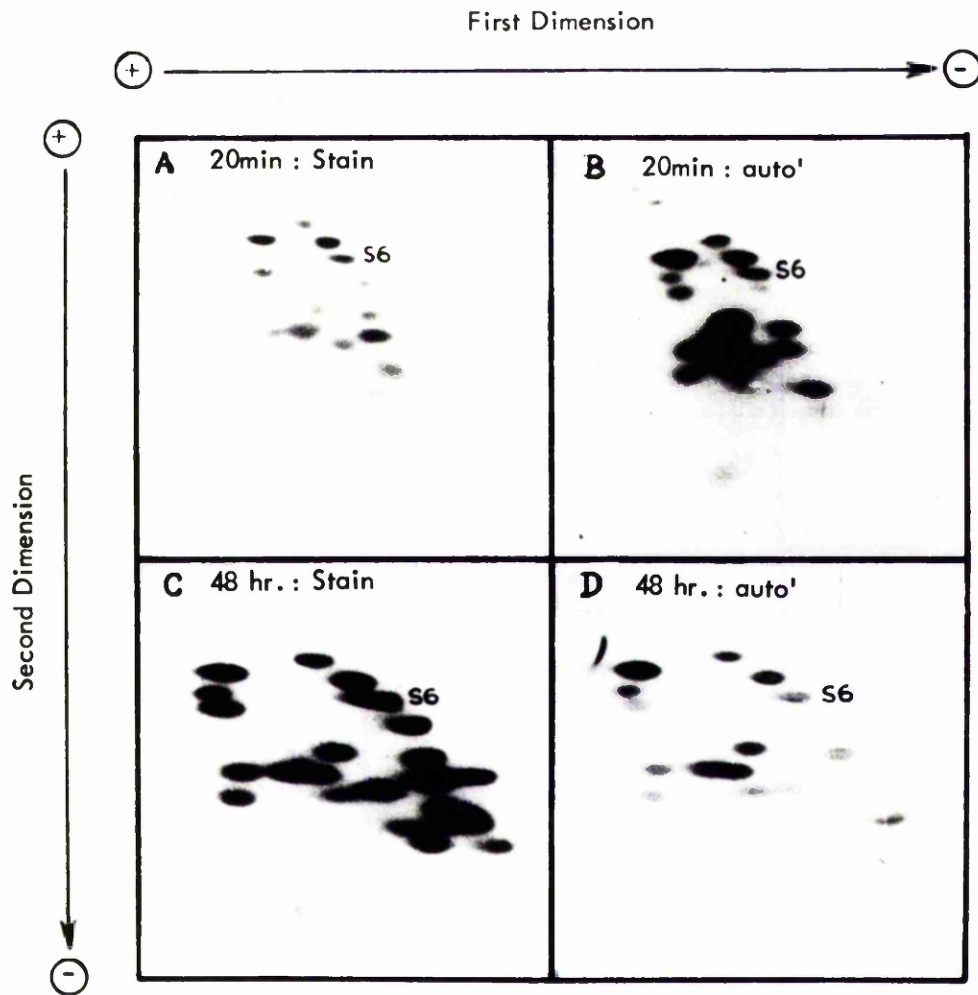 First Dimension
+ -
+
A 20min : Stain
S6
B 20min : auto'
S6
Second Dimension
C 48 hr. : Stain
S6
D 48 hr. : auto'
S6
-